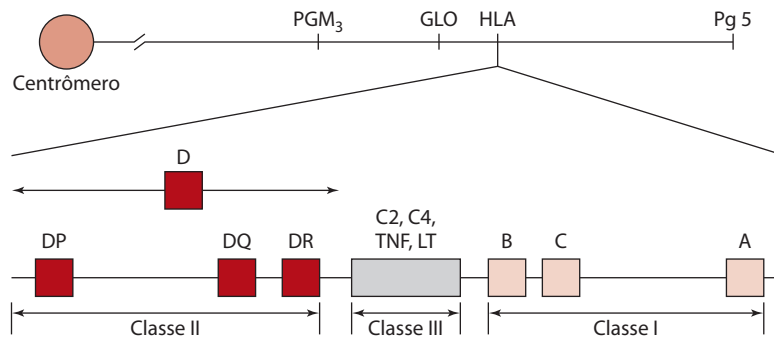 PGM3 GLO HLA Pg 5
Centrômero
D
C2, C4,
TNF, LT
DP DQ DR B C A
Classe II Classe III Classe I